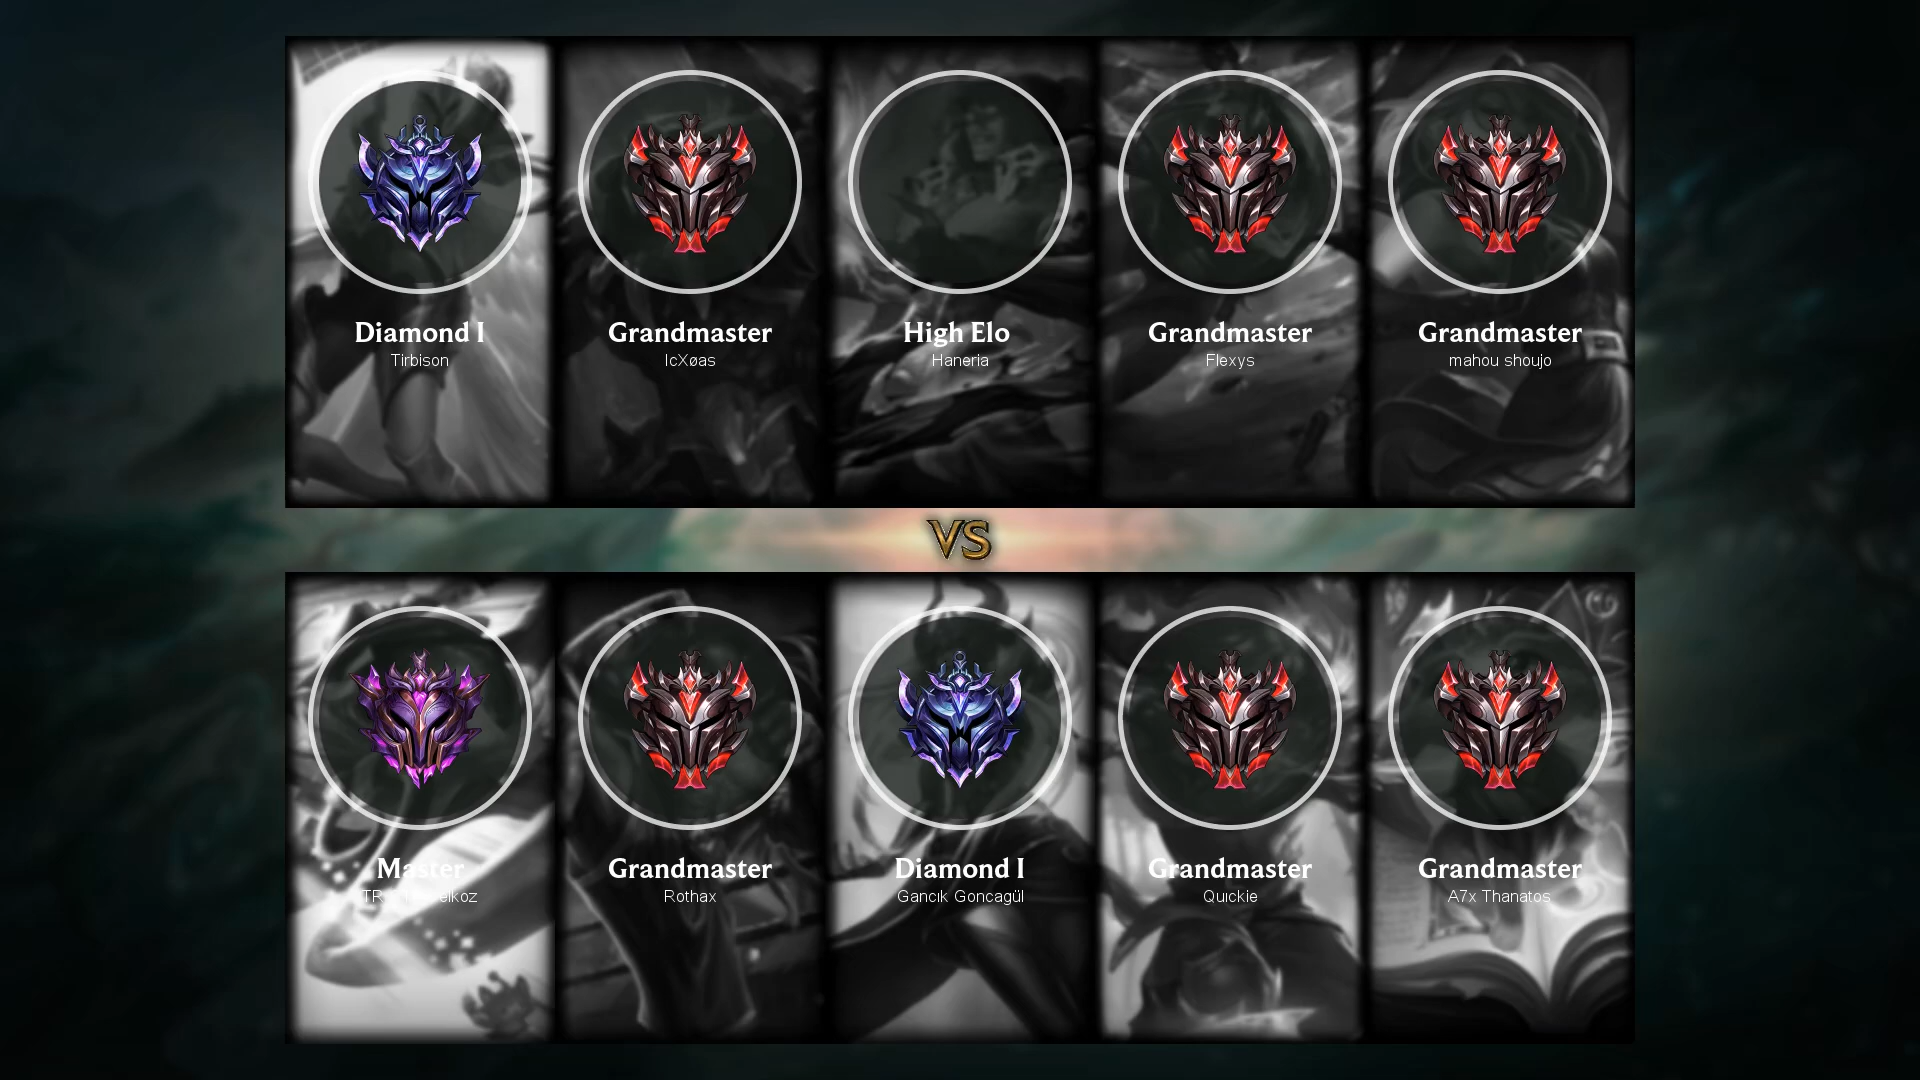 Diamond I
Tirbison
Grandmaster
IcXøas
High Elo
Haneria
Grandmaster
Flexys
Grandmaster
mahou shoujo
VS
Master
Grandmaster
Rothax
Diamond I
Gancık Goncagül
Grandmaster
Quıckie
Grandmaster
A7x Thanatos